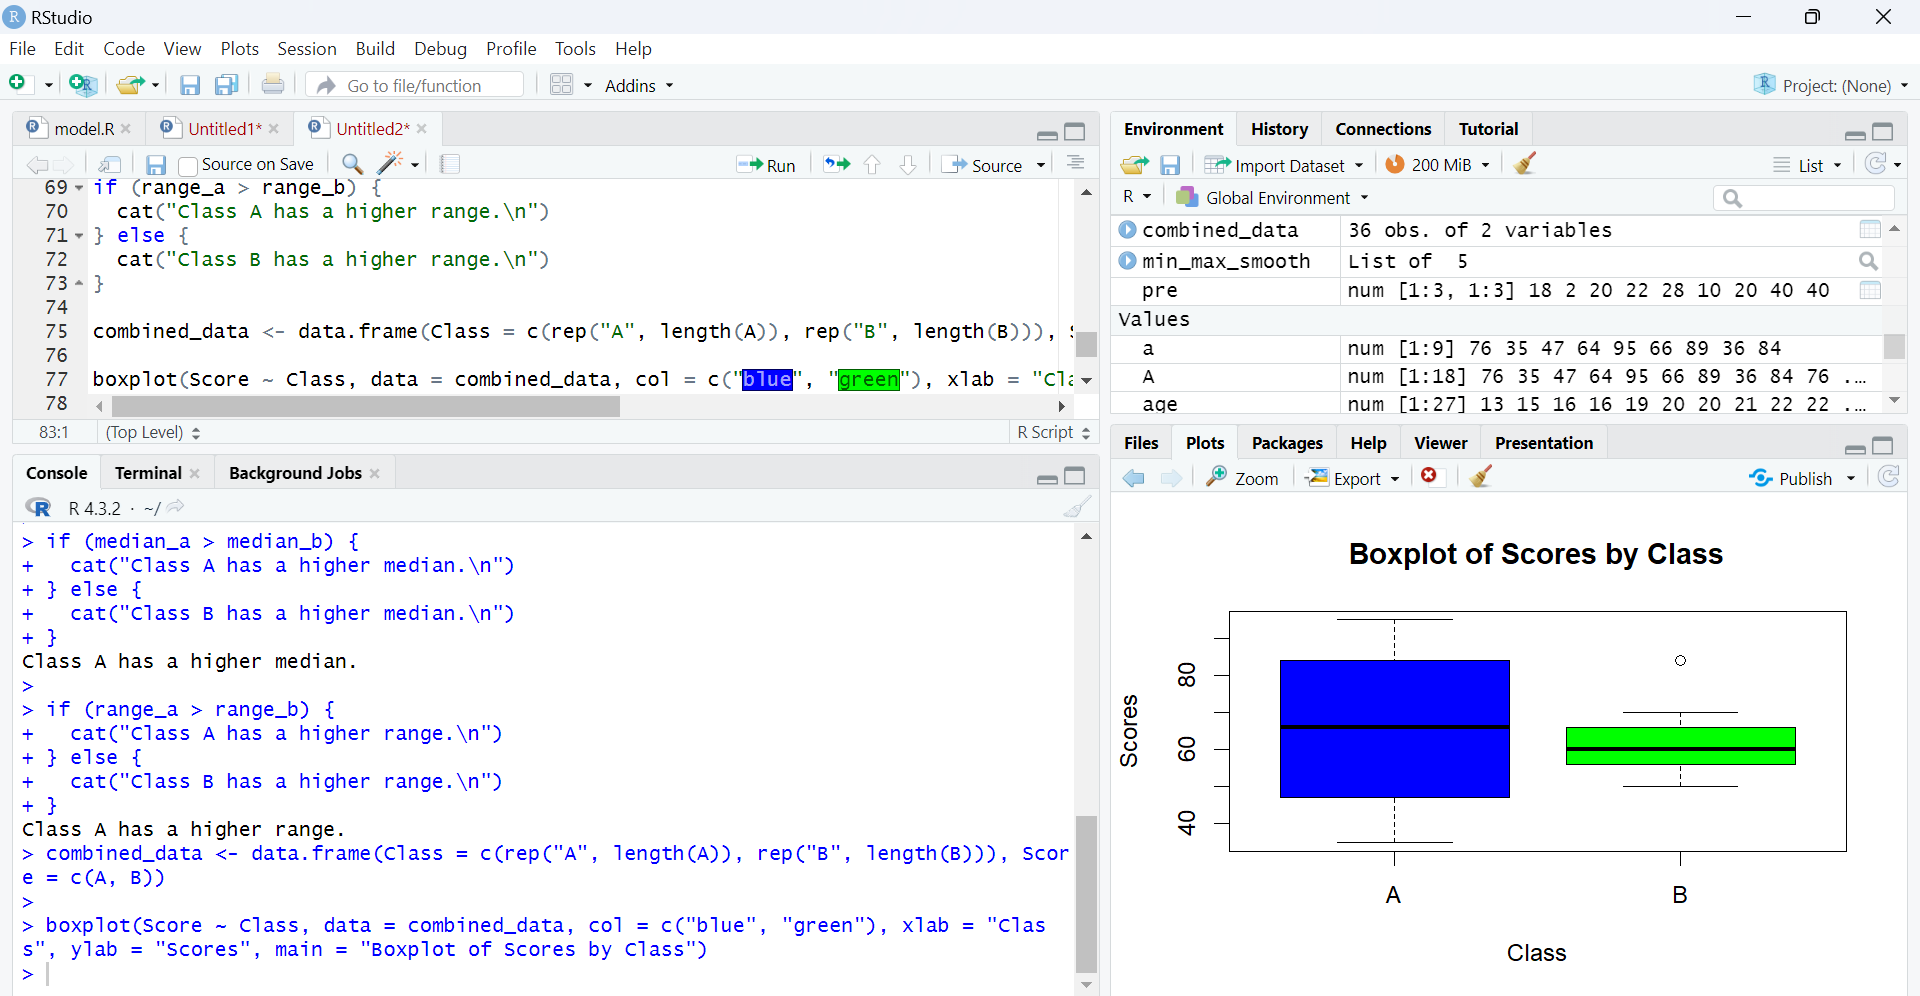 RStudio
File Edit Code View Plots Session Build Debug Profile Tools Help
Go to file/function Addins Project: (None)
model.R Untitled1* Untitled2*
Source on Save Run Source
69 if (range_a > range_b) {
70 cat("Class A has a higher range.\n")
71 } else {
72 cat("Class B has a higher range.\n")
73 }
74
75 combined_data <- data.frame(Class = c(rep("A", length(A)), rep("B", length(B))),
76
77 boxplot(Score ~ Class, data = combined_data, col = c("blue", "green"), xlab = "Cla
78
83:1 (Top Level) R Script
Console Terminal Background Jobs
R 4.3.2 · ~/
> if (median_a > median_b) {
+ cat("Class A has a higher median.\n")
+ } else {
+ cat("Class B has a higher median.\n")
+ }
Class A has a higher median.
>
> if (range_a > range_b) {
+ cat("Class A has a higher range.\n")
+ } else {
+ cat("Class B has a higher range.\n")
+ }
Class A has a higher range.
> combined_data <- data.frame(Class = c(rep("A", length(A)), rep("B", length(B))), Scor
e = c(A, B))
>
> boxplot(Score ~ Class, data = combined_data, col = c("blue", "green"), xlab = "Clas
s", ylab = "Scores", main = "Boxplot of Scores by Class")
>
Environment History Connections Tutorial
Import Dataset 200 MiB List
R Global Environment
combined_data 36 obs. of 2 variables
min_max_smooth List of 5
pre num [1:3, 1:3] 18 2 20 22 28 10 20 40 40
Values
a num [1:9] 76 35 47 64 95 66 89 36 84
A num [1:18] 76 35 47 64 95 66 89 36 84 76 ...
age num [1:27] 13 15 16 16 19 20 20 21 22 22 ...
Files Plots Packages Help Viewer Presentation
Zoom Export Publish
Boxplot of Scores by Class
Scores
80
60
40
A B
Class